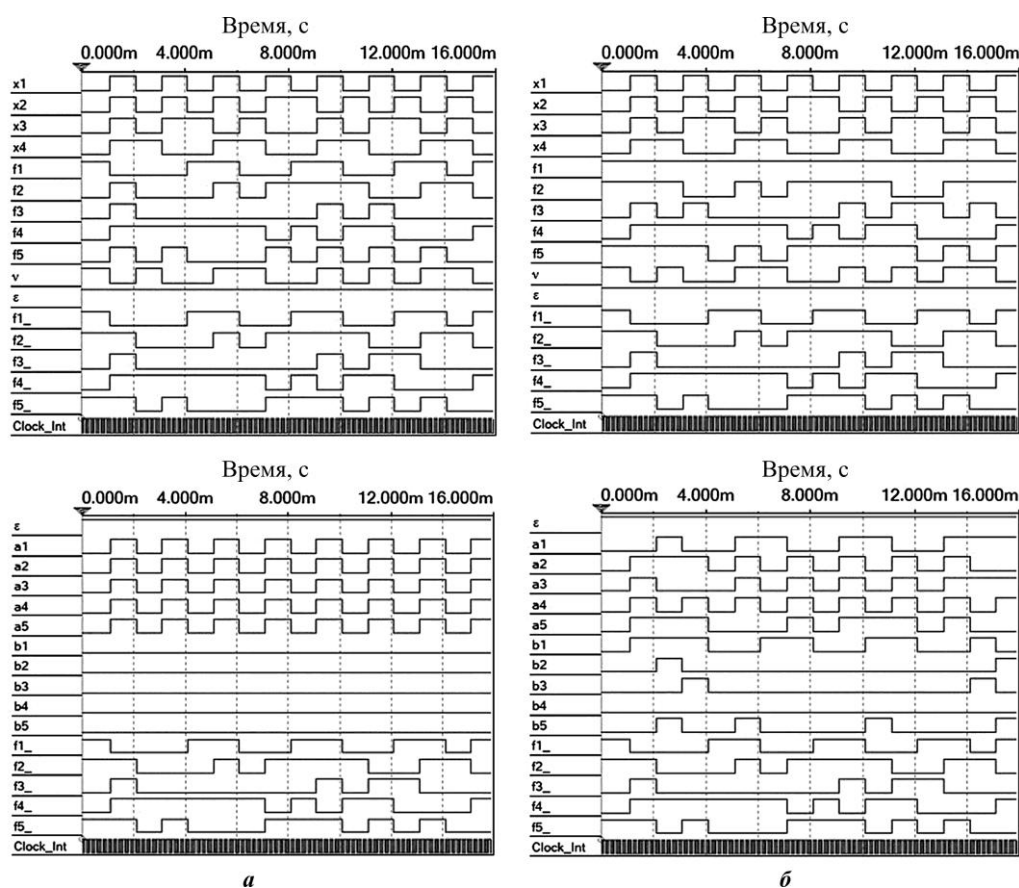 Время, с
0.000m 4.000m 8.000m 12.000m 16.000m
x1
x2
x3
x4
f1
f2
f3
f4
f5
ν
ε
f1_
f2_
f3_
f4_
f5_
Clock_Int
Время, с
0.000m 4.000m 8.000m 12.000m 16.000m
x1
x2
x3
x4
f1
f2
f3
f4
f5
ν
ε
f1_
f2_
f3_
f4_
f5_
Clock_Int
Время, с
0.000m 4.000m 8.000m 12.000m 16.000m
ε
a1
a2
a3
a4
a5
b1
b2
b3
b4
b5
f1_
f2_
f3_
f4_
f5_
Clock_Int
а
Время, с
0.000m 4.000m 8.000m 12.000m 16.000m
ε
a1
a2
a3
a4
a5
b1
b2
b3
b4
b5
f1_
f2_
f3_
f4_
f5_
Clock_Int
б